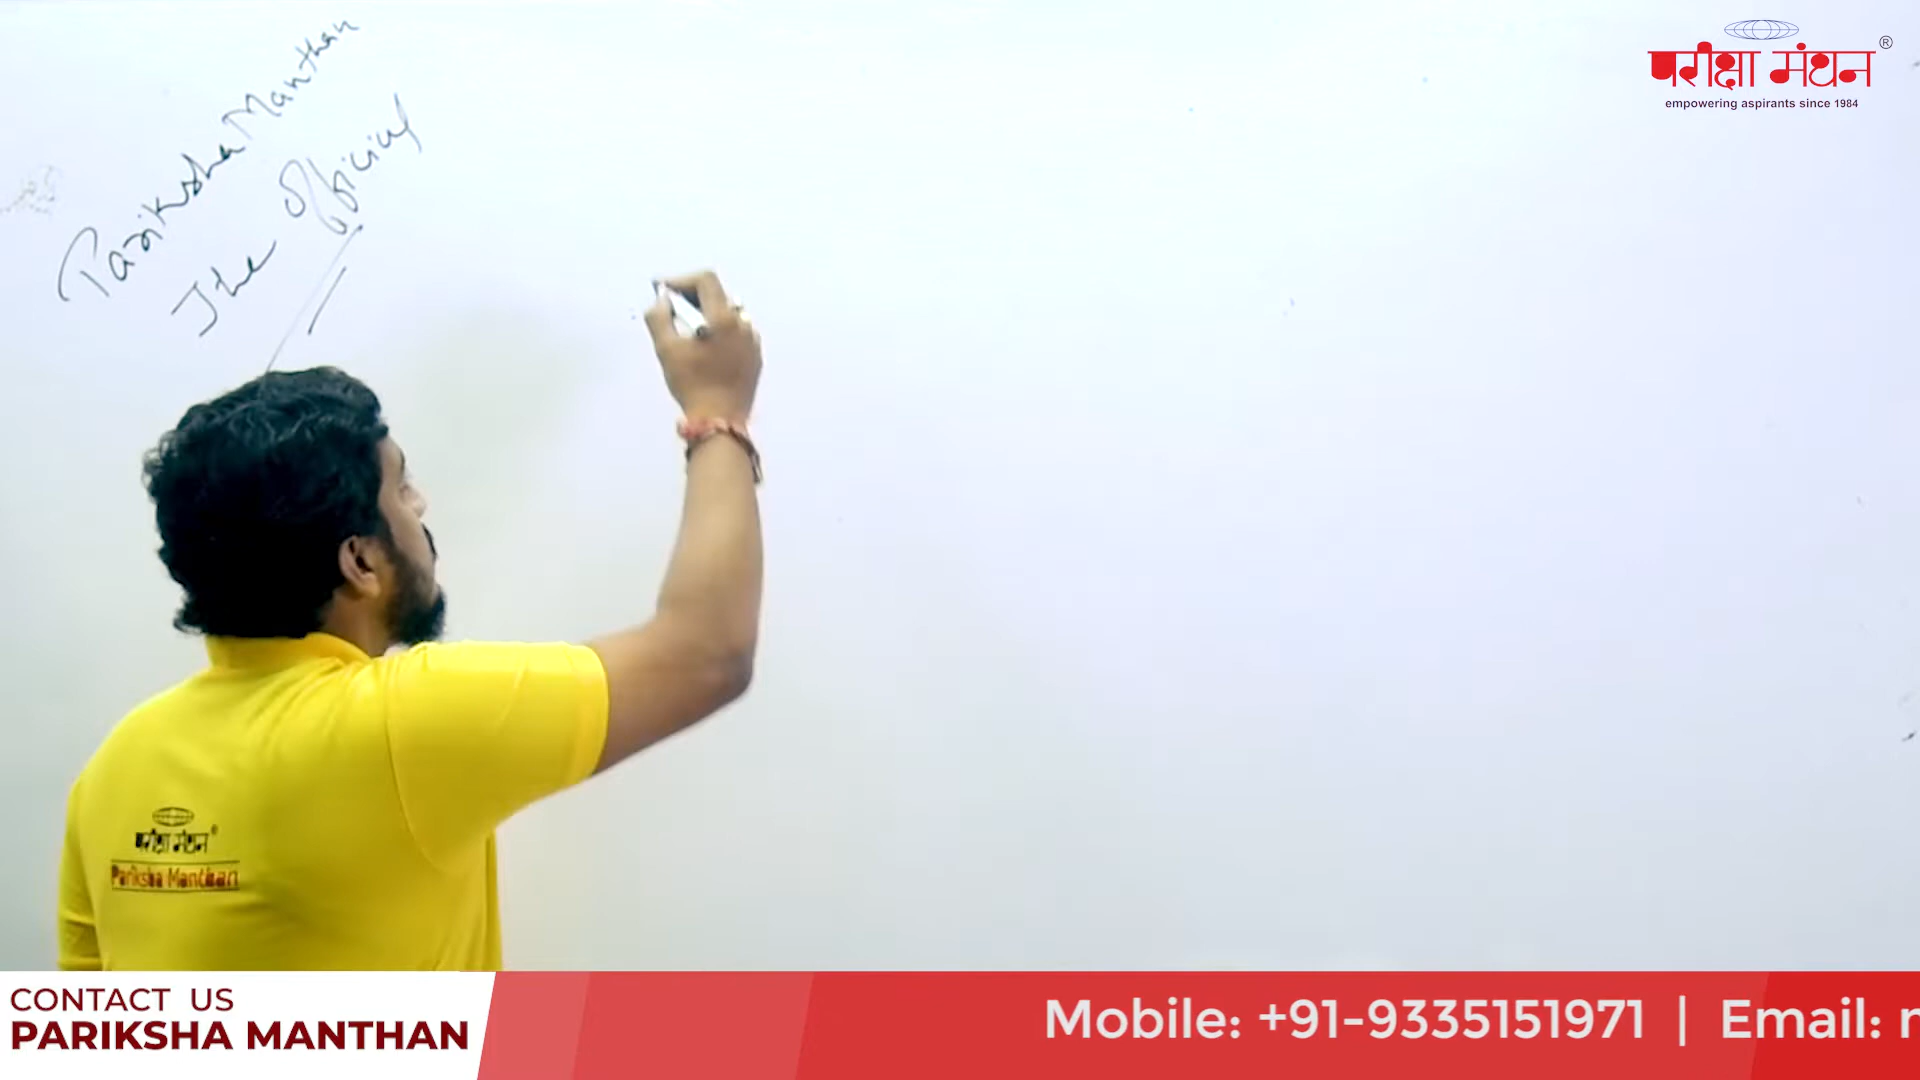 Pariksha Manthan
The official
परीक्षा मंथन ®
empowering aspirants since 1984
परीक्षा मंथन
Pariksha Manthan
CONTACT US
PARIKSHA MANTHAN
Mobile: +91-9335151971 | Email: